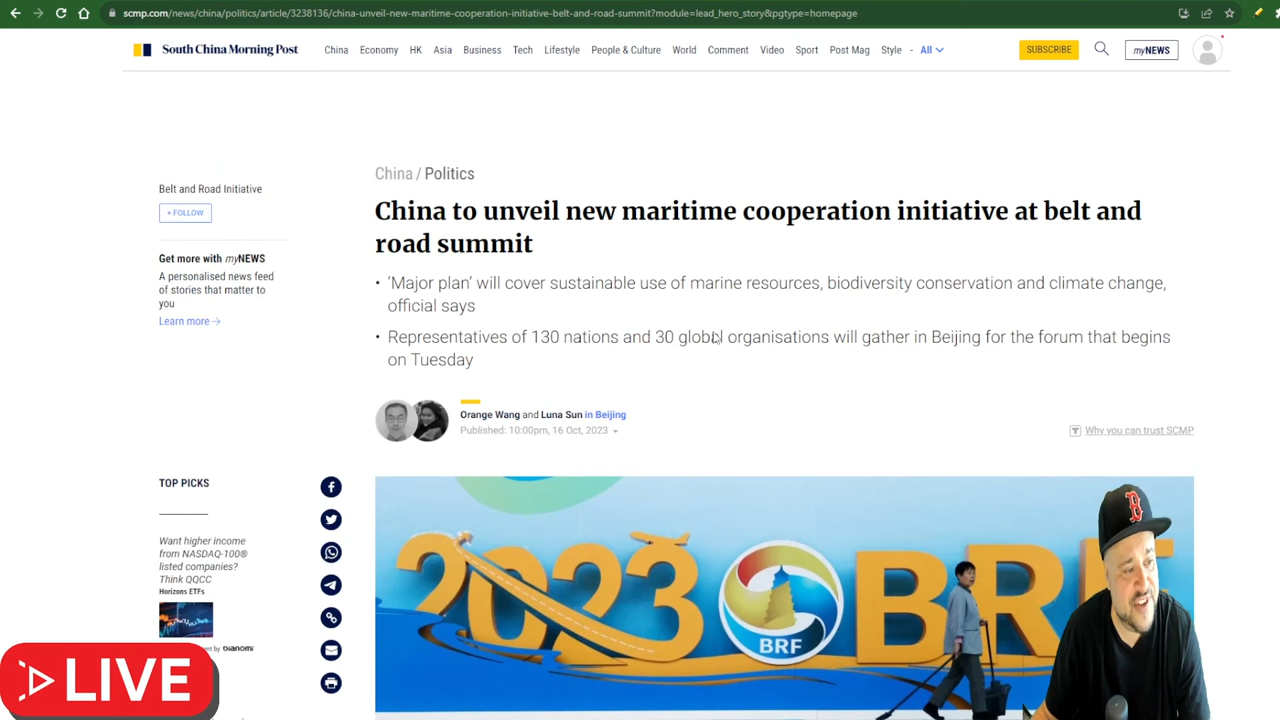 scmp.com/news/china/politics/article/3238136/china-unveil-new-maritime-cooperation-initiative-belt-and-road-summit?module=lead_hero_story&pgtype=homepage
South China Morning Post
China Economy HK Asia Business Tech Lifestyle People & Culture World Comment Video Sport Post Mag Style - All
SUBSCRIBE
myNEWS
Belt and Road Initiative
+ FOLLOW
Get more with myNEWS
A personalised news feed
of stories that matter to
you
Learn more →
China / Politics
China to unveil new maritime cooperation initiative at belt and
road summit
• ‘Major plan’ will cover sustainable use of marine resources, biodiversity conservation and climate change,
official says
• Representatives of 130 nations and 30 global organisations will gather in Beijing for the forum that begins
on Tuesday
Orange Wang and Luna Sun in Beijing
Published: 10:00pm, 16 Oct, 2023
Why you can trust SCMP
TOP PICKS
Want higher income
from NASDAQ-100®
listed companies?
Think QQCC
Horizons ETFs
by dianomi
2023 BRF
BRF
B
LIVE